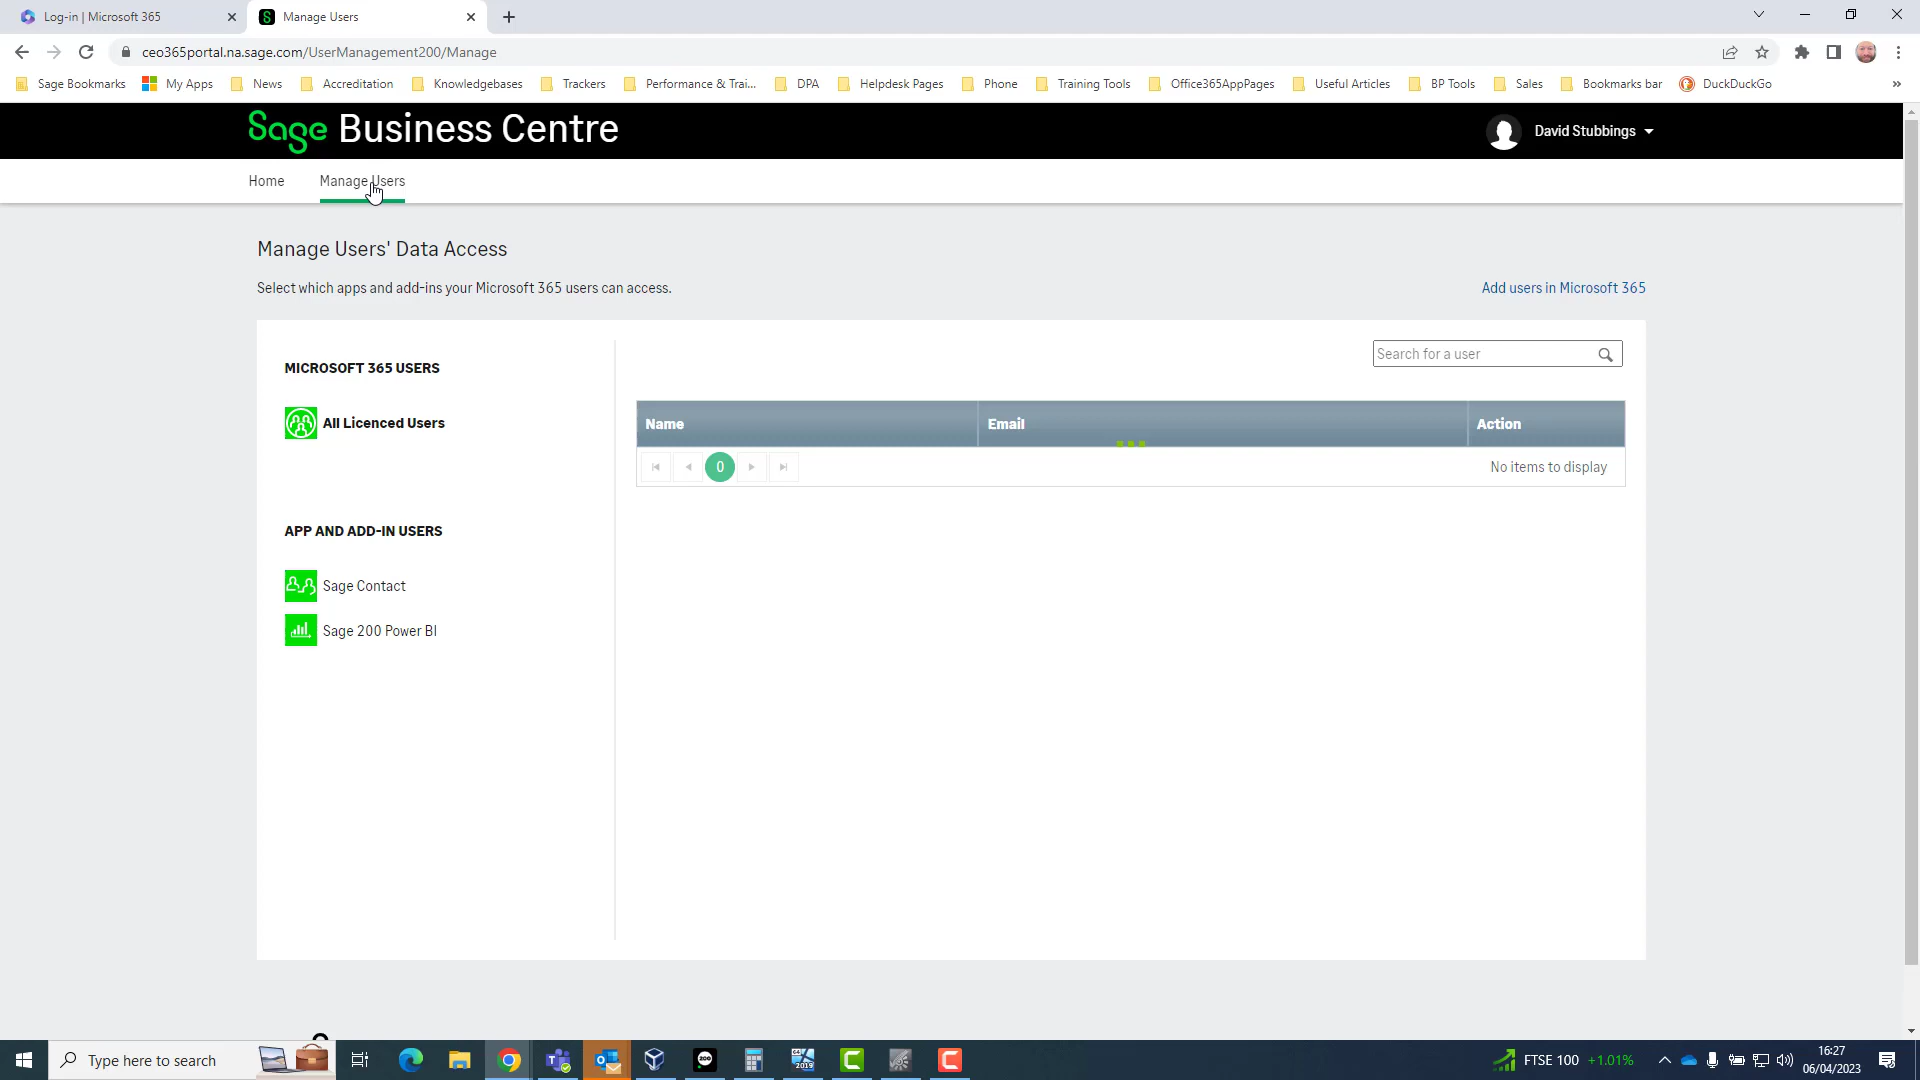 Log-in | Microsoft 365
Manage Users
ceo365portal.na.sage.com/UserManagement200/Manage
Sage Bookmarks My Apps News Accreditation Knowledgebases Trackers Performance & Trai... DPA Helpdesk Pages Phone Training Tools Office365AppPages Useful Articles BP Tools Sales Bookmarks bar DuckDuckGo »
Sage Business Centre
David Stubbings
Home Manage Users
Manage Users' Data Access
Select which apps and add-ins your Microsoft 365 users can access.
Add users in Microsoft 365
MICROSOFT 365 USERS
All Licenced Users
APP AND ADD-IN USERS
Sage Contact
Sage 200 Power BI
Search for a user
Name Email Action
0 No items to display
Type here to search
200
2019
FTSE 100 +1.01%
16:27
06/04/2023